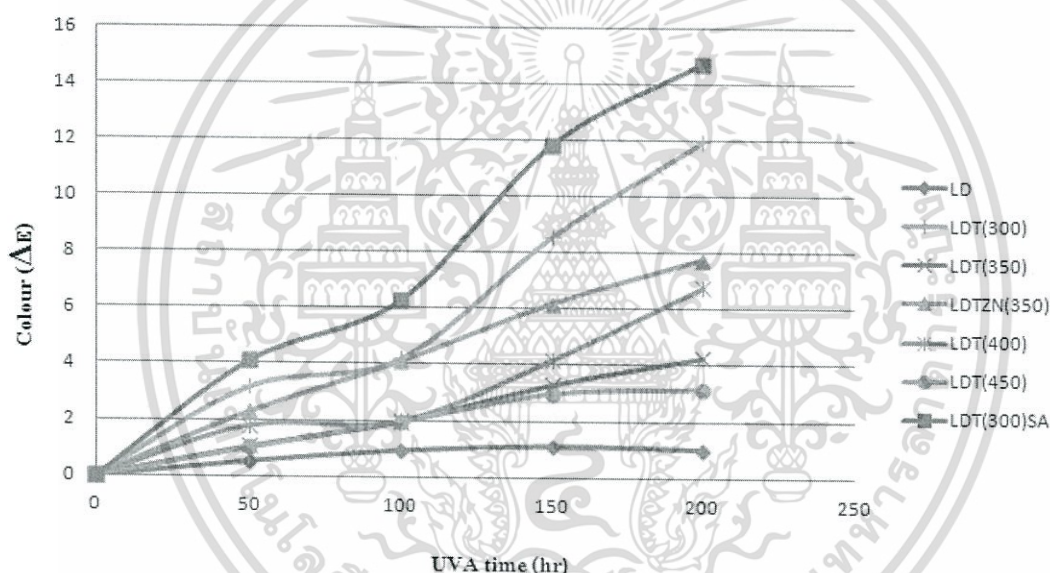 16
14
12
10
8
6
4
2
0
0 50 100 150 200 250
Colour (ΔE)
UVA time (hr)
LD
LDT(300)
LDT(350)
LDTZN(350)
LDT(400)
LDT(450)
LDT(300)SA